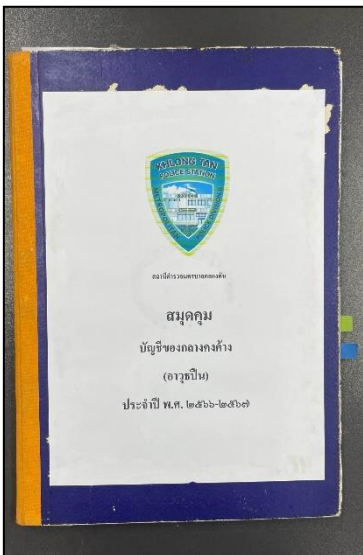 KHLONG TAN
POLICE STATION
METROPOLITAN POLICE DIVISION
สถานีตำรวจนครบาลคลองตัน
สมุดคุม
บัญชีของกลางคงค้าง
(อาวุธปืน)
ประจำปี พ.ศ. ๒๕๖๖-๒๕๖๗